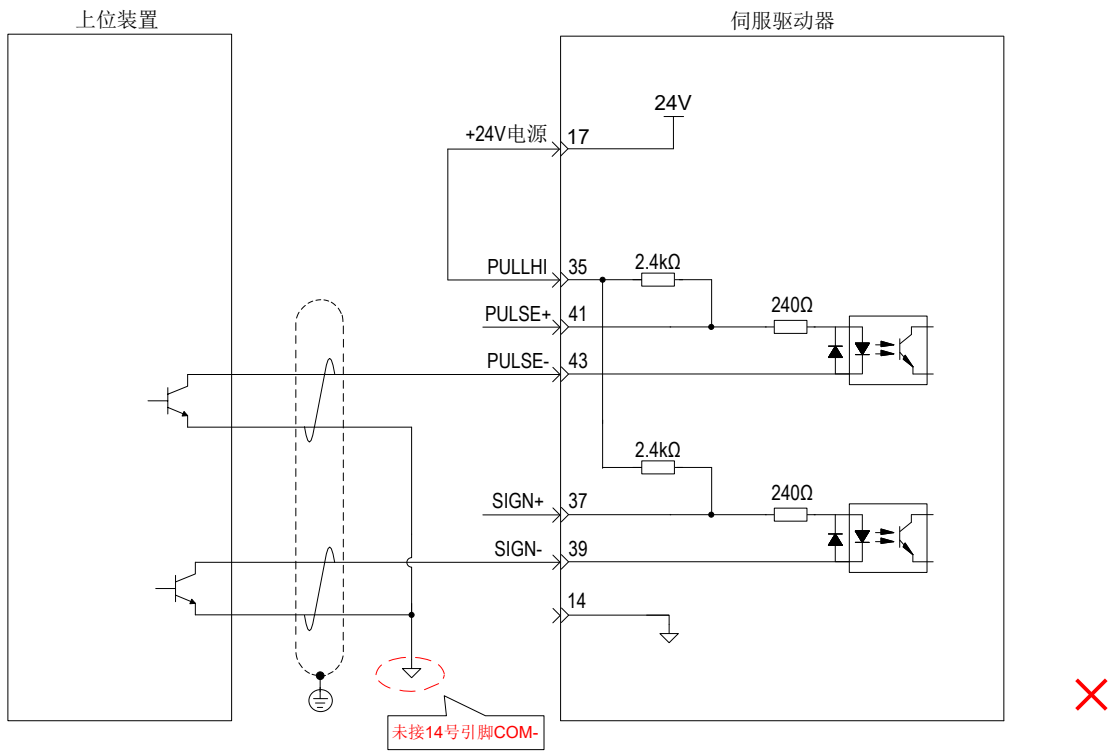 上位装置
伺服驱动器
24V
+24V电源
17
PULLHI
35
2.4kΩ
PULSE+
41
240Ω
PULSE-
43
2.4kΩ
SIGN+
37
240Ω
SIGN-
39
14
未接14号引脚COM-